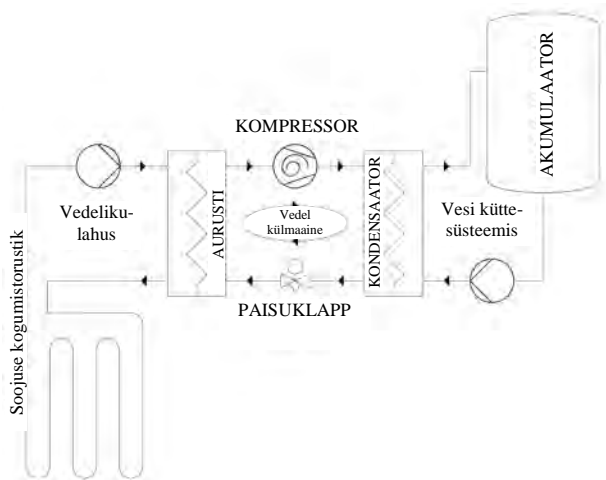 AKUMULAATOR
KOMPRESSOR
Vedeliku-
lahus
AURUSTI
Vedel
külmaaine
KONDENSAATOR
Vesi kütte-
süsteemis
PAISUKLAPP
Soojuse kogumistorustik